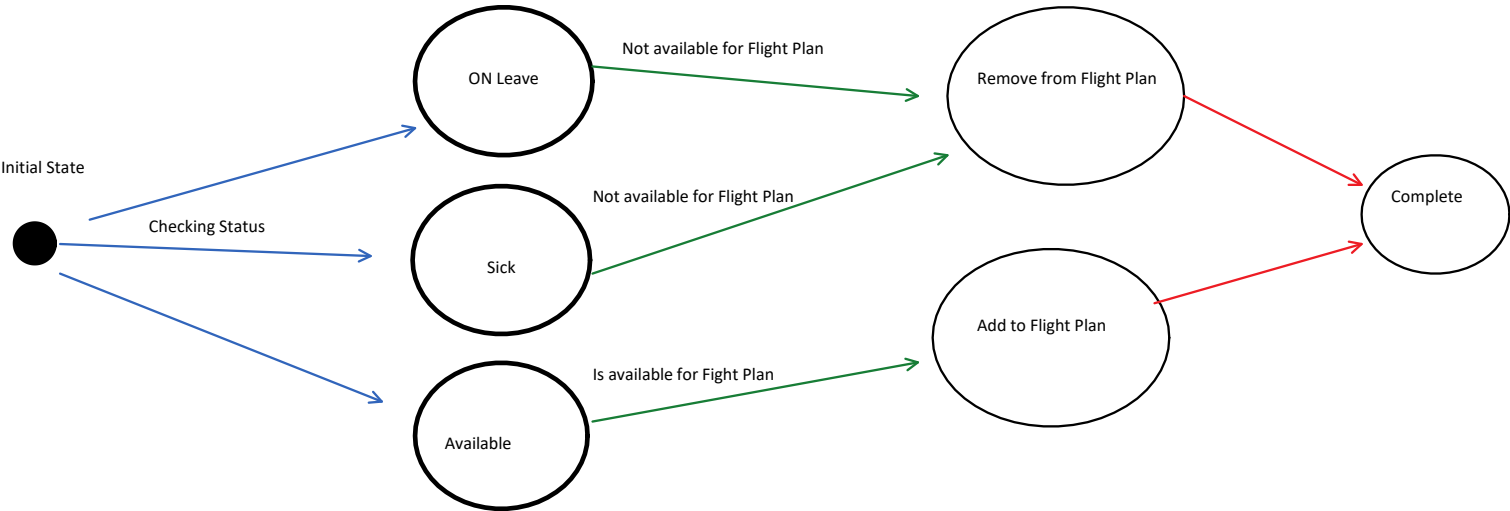 Initial State
Checking Status
ON Leave
Sick
Available
Not available for Flight Plan
Not available for Flight Plan
Is available for Fight Plan
Remove from Flight Plan
Add to Flight Plan
Complete